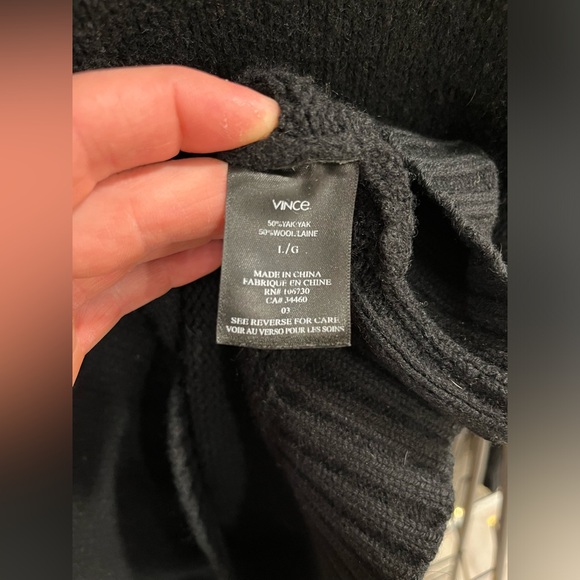 VINCE.
50%YAK/YAK
50%WOOL/LAINE
L/G
MADE IN CHINA
FABRIQUE EN CHINE
RN# 106730
CA# 34460
03
SEE REVERSE FOR CARE
VOIR AU VERSO POUR LES SOINS